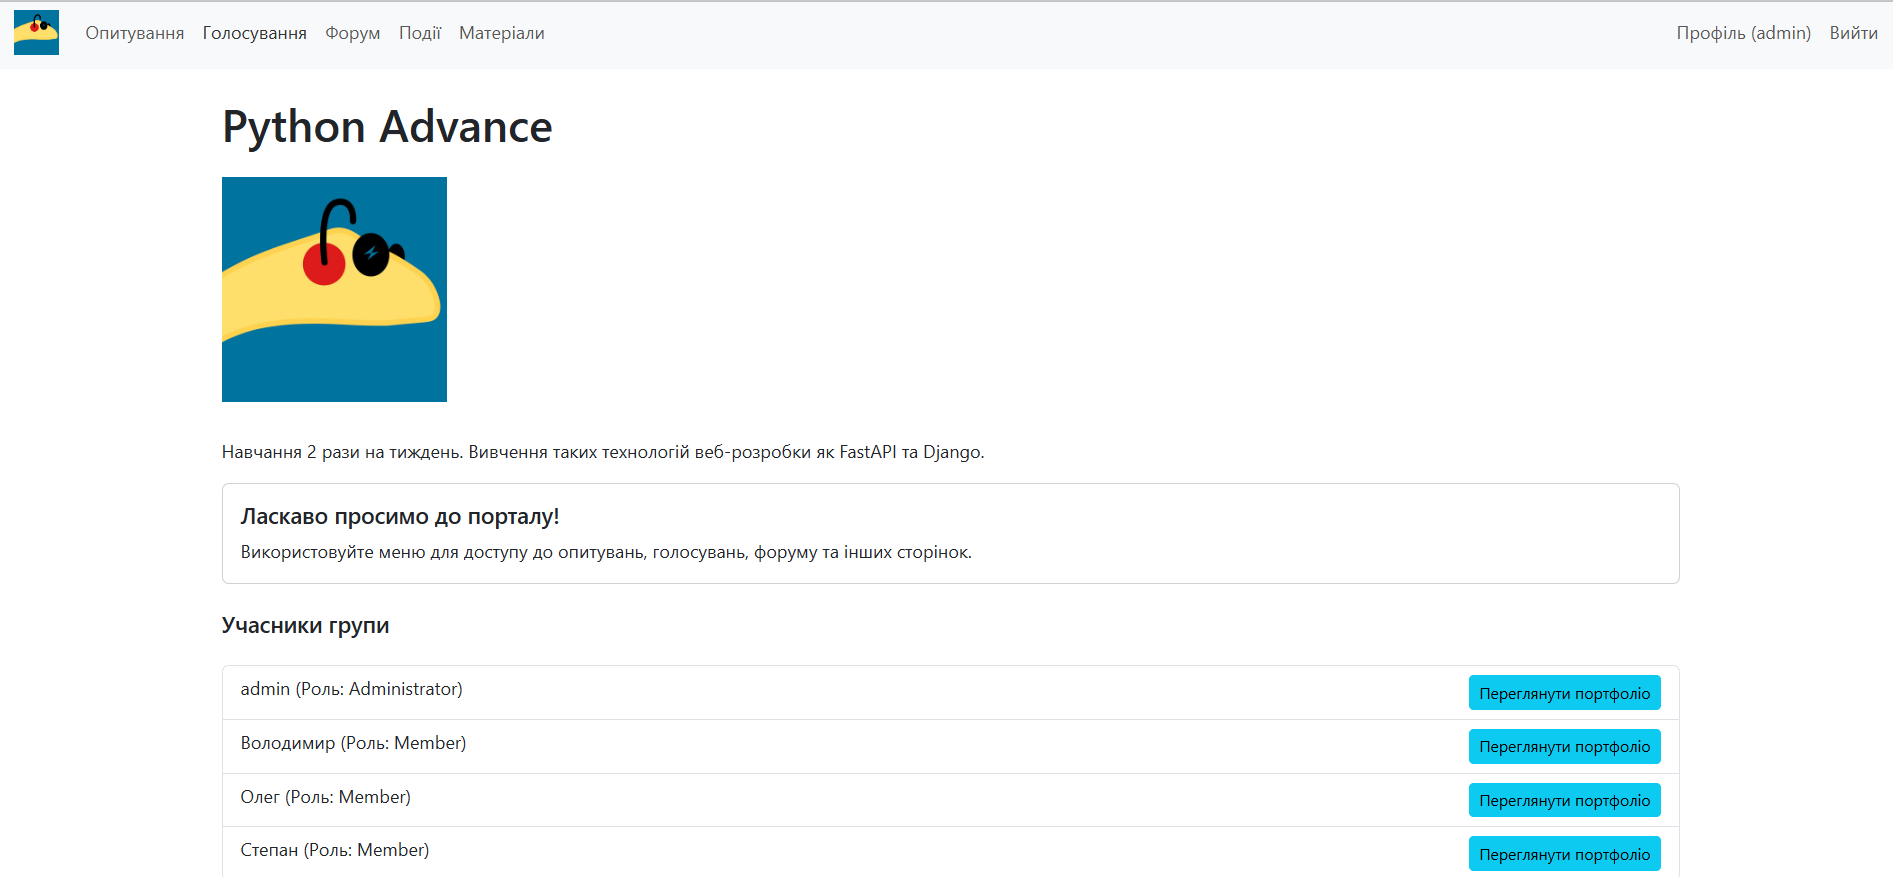 Опитування Голосування Форум Події Матеріали Профіль (admin) Вийти
Python Advance
Навчання 2 рази на тиждень. Вивчення таких технологій веб-розробки як FastAPI та Django.
Ласкаво просимо до порталу!
Використовуйте меню для доступу до опитувань, голосувань, форуму та інших сторінок.
Учасники групи
admin (Роль: Administrator) Переглянути портфоліо
Володимир (Роль: Member) Переглянути портфоліо
Олег (Роль: Member) Переглянути портфоліо
Степан (Роль: Member) Переглянути портфоліо